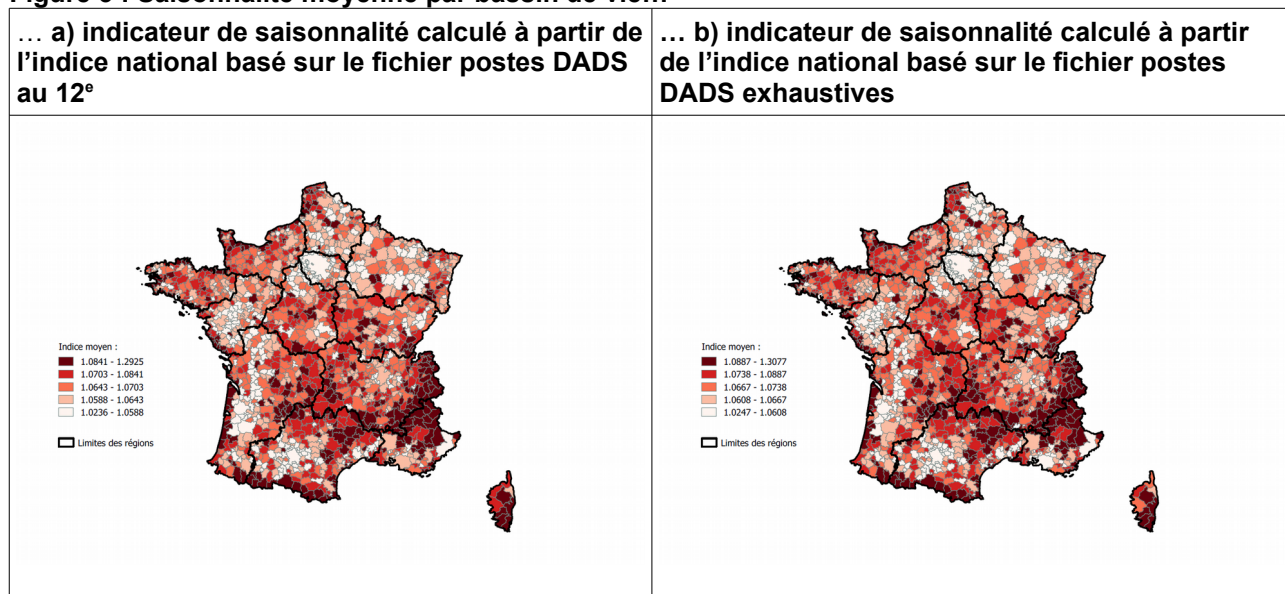 … a) indicateur de saisonnalité calculé à partir de
l'indice national basé sur le fichier postes DADS
au 12e
… b) indicateur de saisonnalité calculé à partir
de l'indice national basé sur le fichier postes
DADS exhaustives
Indice moyen :
1.0841 - 1.2925
1.0703 - 1.0841
1.0643 - 1.0703
1.0588 - 1.0643
1.0236 - 1.0588
Limites des régions
Indice moyen :
1.0887 - 1.3077
1.0738 - 1.0887
1.0667 - 1.0738
1.0608 - 1.0667
1.0247 - 1.0608
Limites des régions